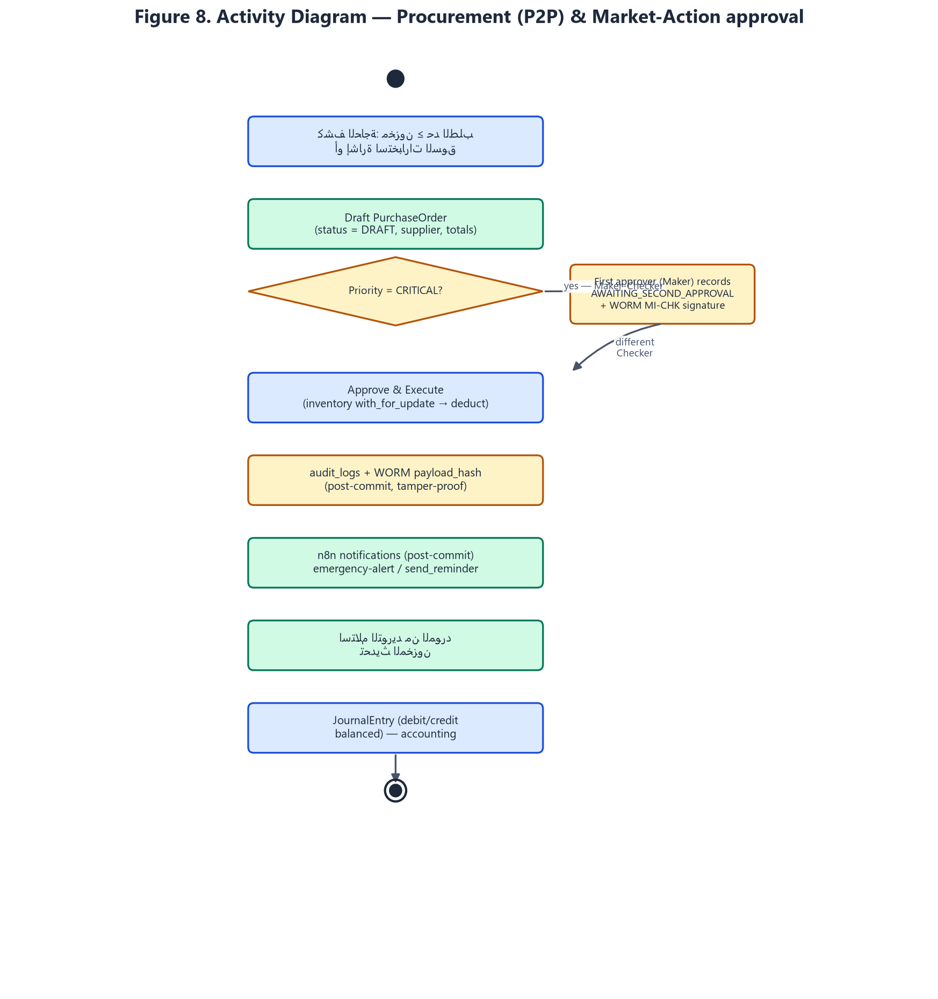 Figure 8. Activity Diagram — Procurement (P2P) & Market-Action approval
كشف الحاجة: مخزون ≤ حد الطلب
أو إشارة استخبارات السوق
Draft PurchaseOrder
(status = DRAFT, supplier, totals)
Priority = CRITICAL?
yes — Maker-Checker
First approver (Maker) records
AWAITING_SECOND_APPROVAL
+ WORM MI-CHK signature
different
Checker
Approve & Execute
(inventory with_for_update → deduct)
audit_logs + WORM payload_hash
(post-commit, tamper-proof)
n8n notifications (post-commit)
emergency-alert / send_reminder
استلام التوريد من المورد
تحديث المخزون
JournalEntry (debit/credit
balanced) — accounting